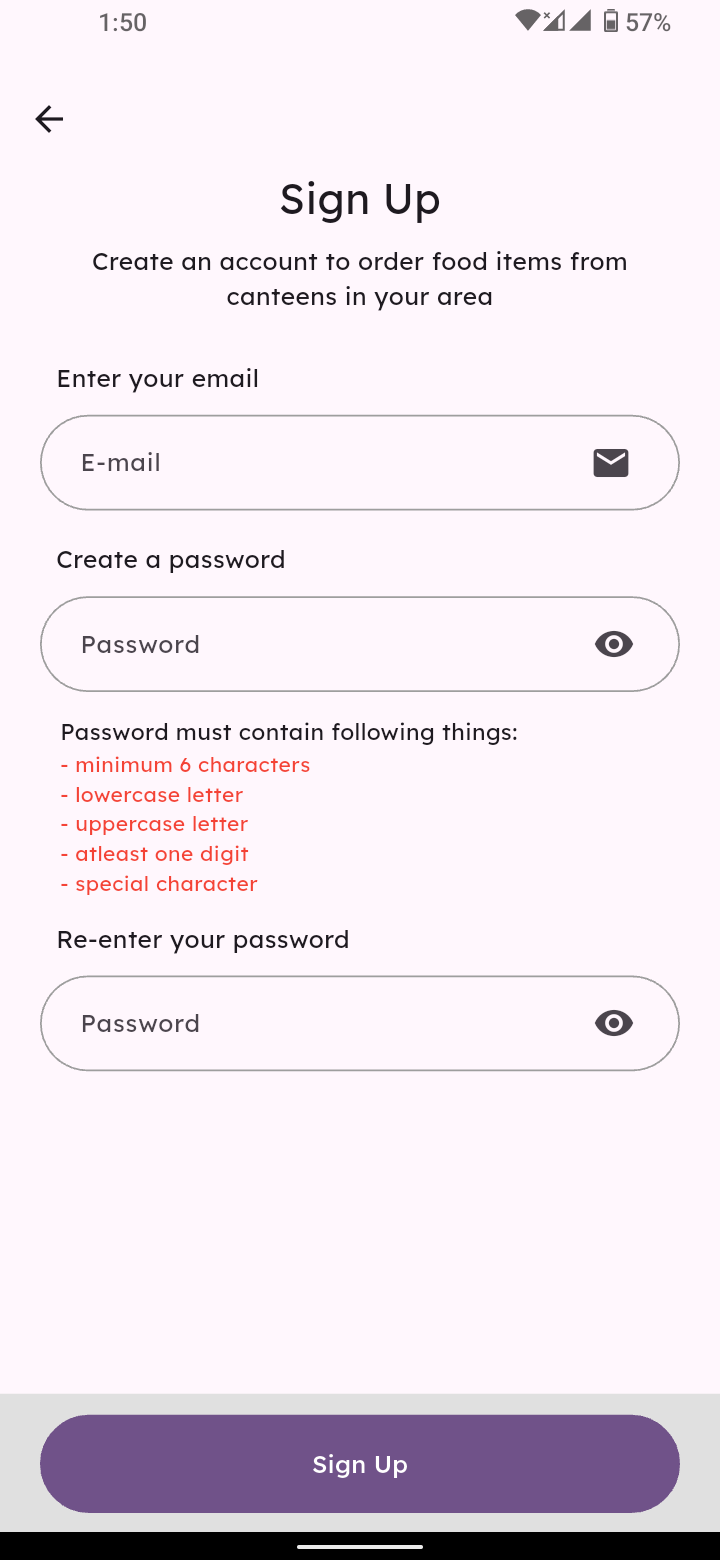 1:50
57%
Sign Up
Create an account to order food items from
canteens in your area
Enter your email
E-mail
Create a password
Password
Password must contain following things:
- minimum 6 characters
- lowercase letter
- uppercase letter
- atleast one digit
- special character
Re-enter your password
Password
Sign Up